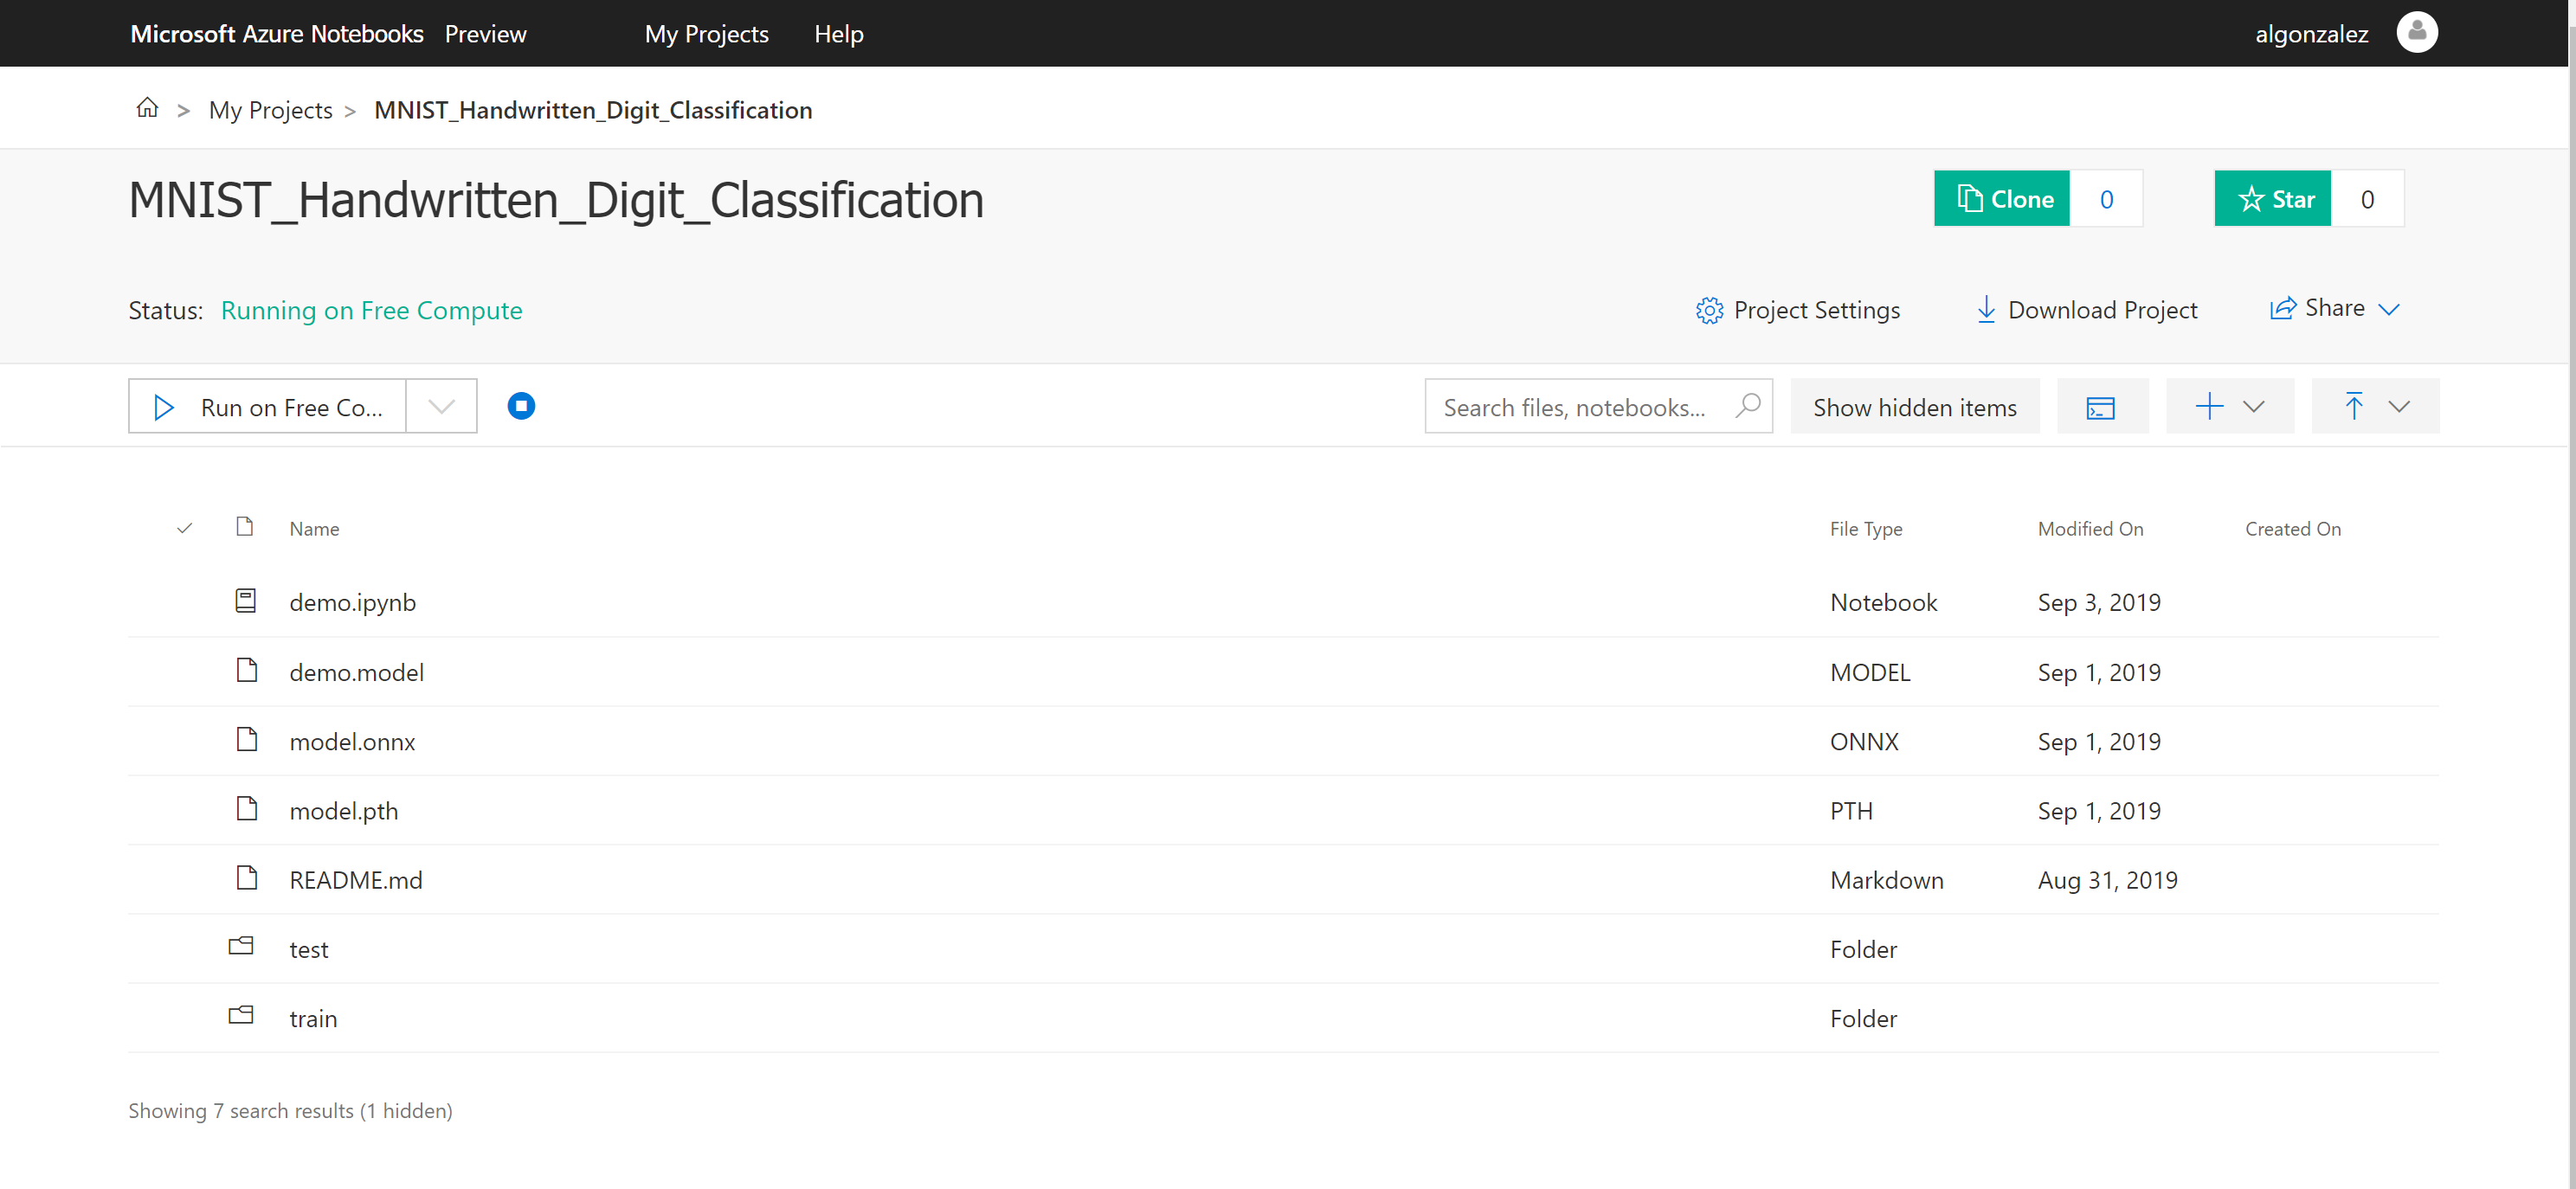 Microsoft Azure Notebooks Preview My Projects Help algonzalez
> My Projects > MNIST_Handwritten_Digit_Classification
MNIST_Handwritten_Digit_Classification Clone 0 Star 0
Status: Running on Free Compute Project Settings Download Project Share
Run on Free Co... Search files, notebooks... Show hidden items
Name File Type Modified On Created On
demo.ipynb Notebook Sep 3, 2019
demo.model MODEL Sep 1, 2019
model.onnx ONNX Sep 1, 2019
model.pth PTH Sep 1, 2019
README.md Markdown Aug 31, 2019
test Folder
train Folder
Showing 7 search results (1 hidden)